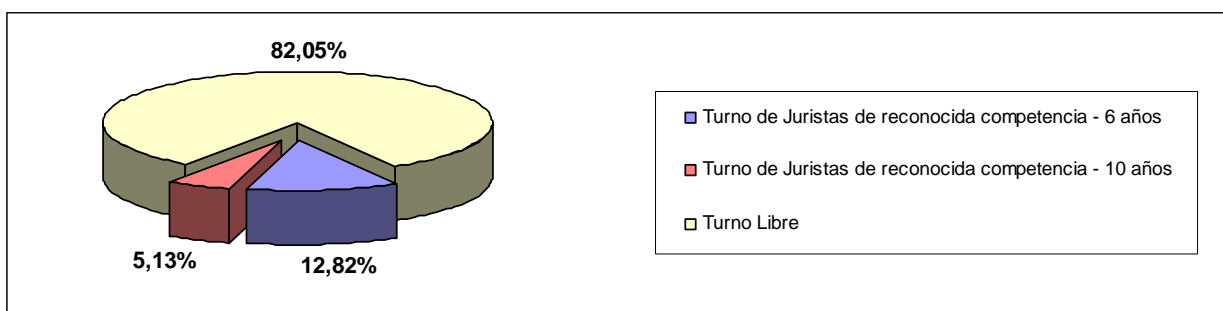 82,05%
5,13%
12,82%
Turno de Juristas de reconocida competencia - 6 años
Turno de Juristas de reconocida competencia - 10 años
Turno Libre